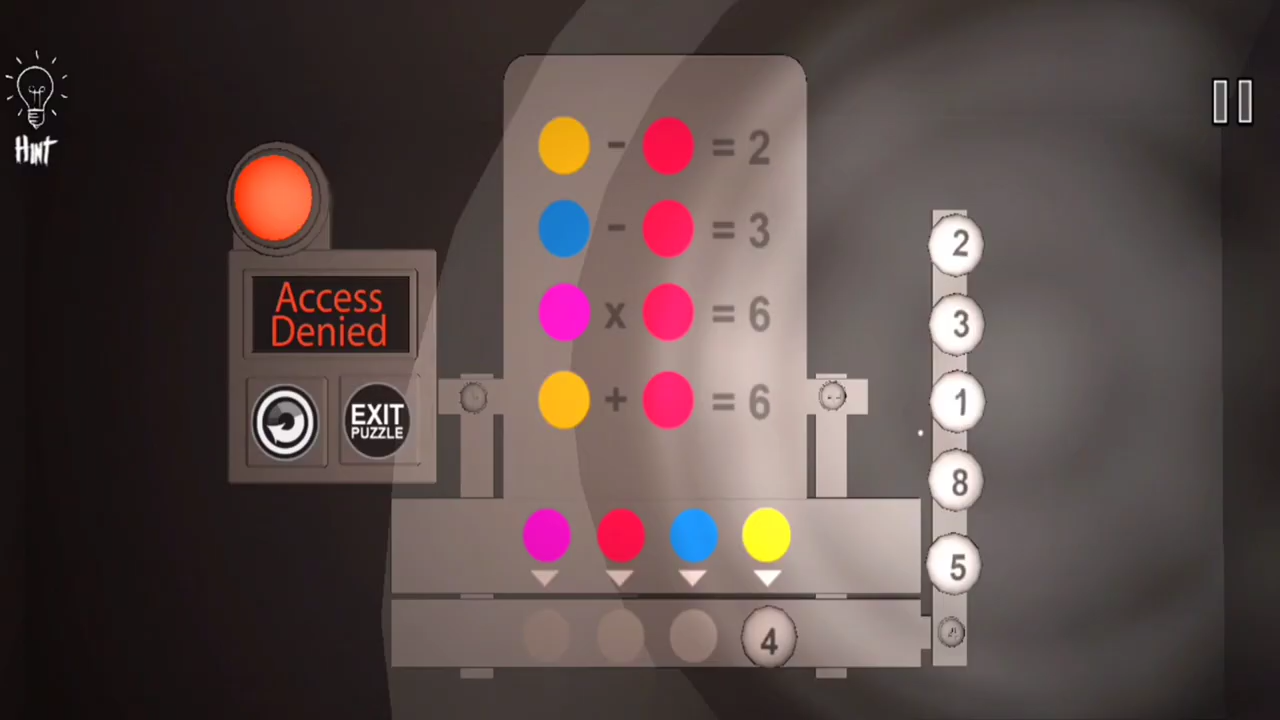 - = 2
- = 3
x = 6
+ = 6
HINT
Access
Denied
EXIT
PUZZLE
2
3
1
8
5
4